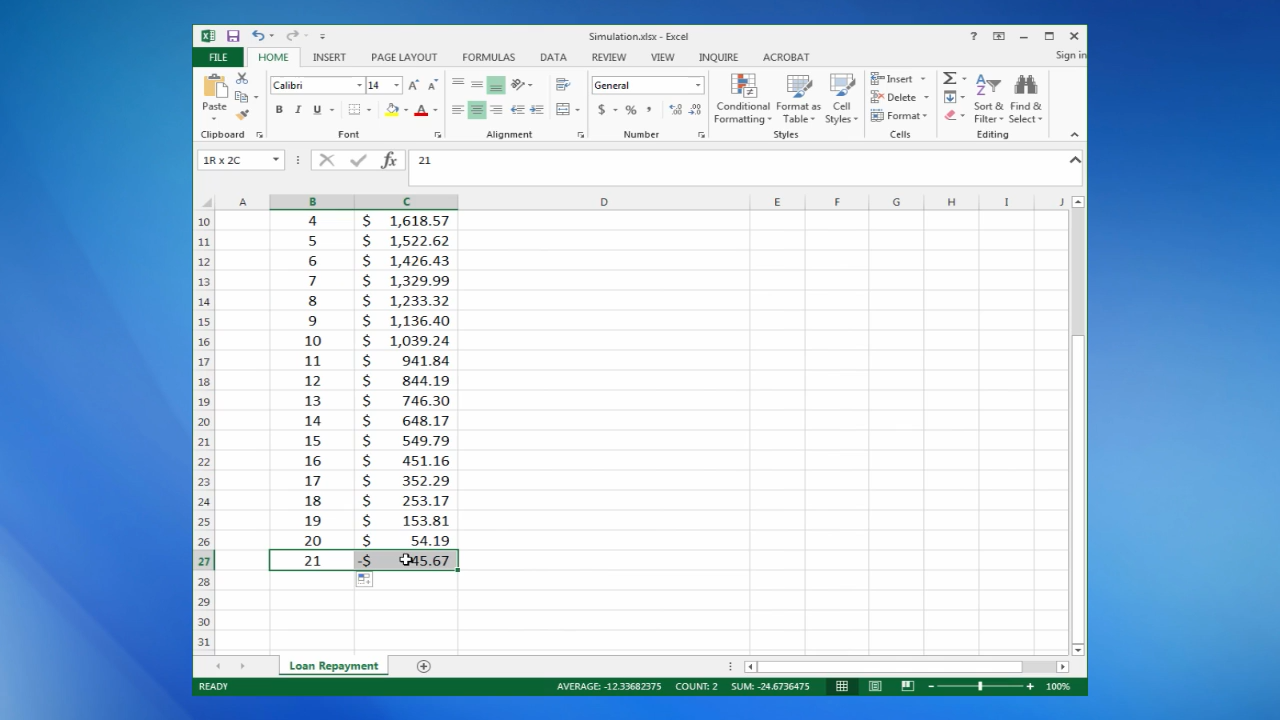 Simulation.xlsx - Excel
?
FILE HOME INSERT PAGE LAYOUT FORMULAS DATA REVIEW VIEW INQUIRE ACROBAT Sign in
Calibri 14 A A General Insert
Paste Conditional Formatting Format as Table Cell Styles Delete Sort & Filter Find & Select
B I U A $ % , Format
Clipboard Font Alignment Number Styles Cells Editing
1R x 2C fx 21
A B C D E F G H I J
10 4 $ 1,618.57
11 5 $ 1,522.62
12 6 $ 1,426.43
13 7 $ 1,329.99
14 8 $ 1,233.32
15 9 $ 1,136.40
16 10 $ 1,039.24
17 11 $ 941.84
18 12 $ 844.19
19 13 $ 746.30
20 14 $ 648.17
21 15 $ 549.79
22 16 $ 451.16
23 17 $ 352.29
24 18 $ 253.17
25 19 $ 153.81
26 20 $ 54.19
27 21 -$ 45.67
28
29
30
31
Loan Repayment
READY AVERAGE: -12.33682375 COUNT: 2 SUM: -24.6736475 100%